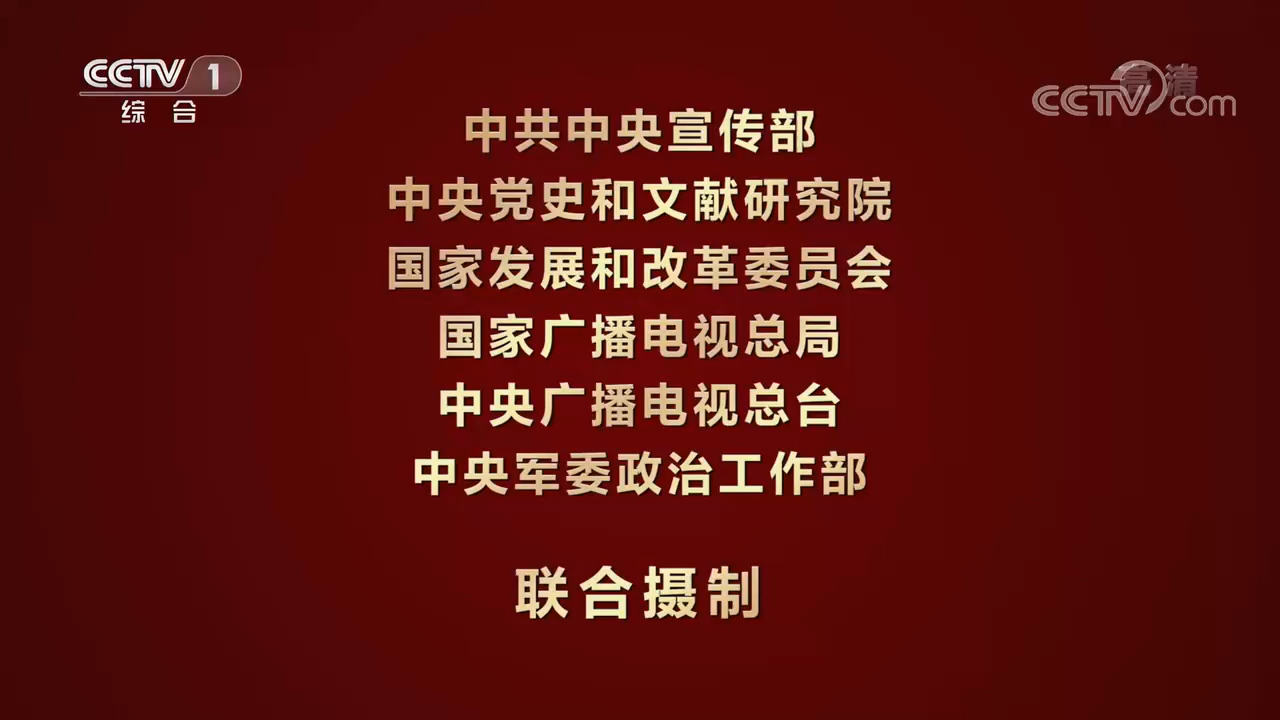 CCTV 1
综合
高清
CCTV.com
中共中央宣传部
中央党史和文献研究院
国家发展和改革委员会
国家广播电视总局
中央广播电视总台
中央军委政治工作部
联合摄制